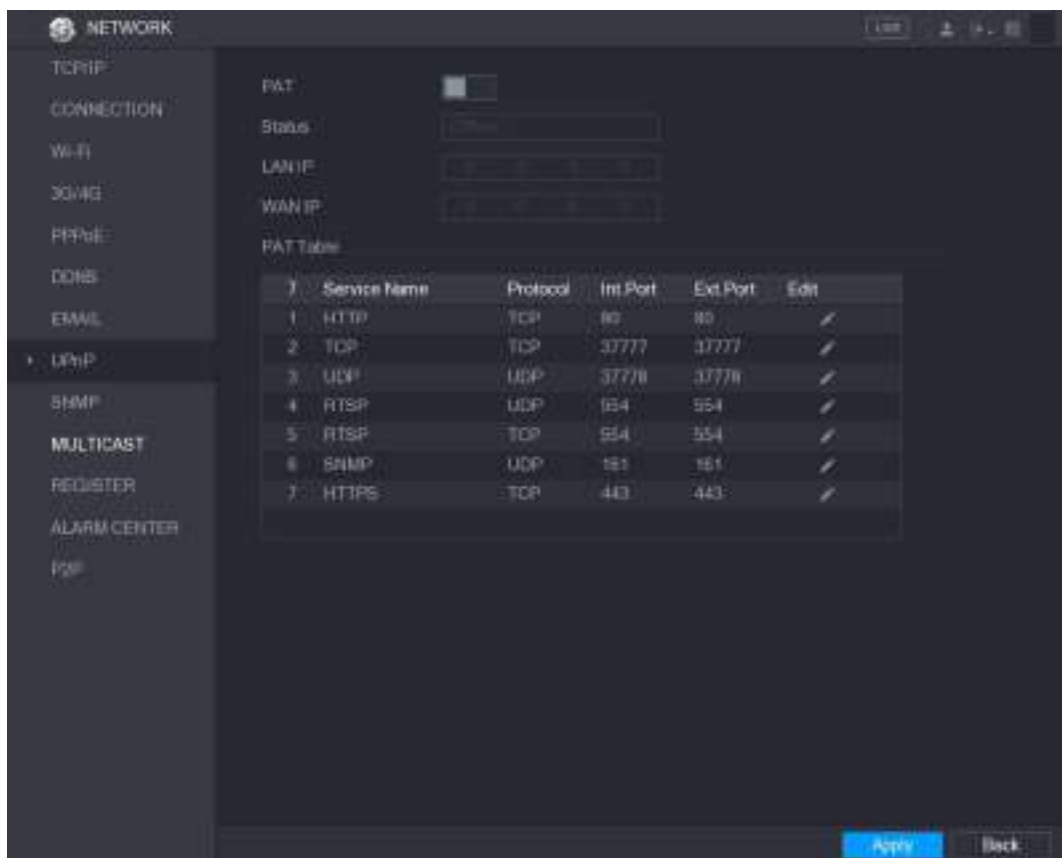 NETWORK
LIVE
TCP/IP
CONNECTION
Wi-Fi
3G/4G
PPPoE
DDNS
EMAIL
UPnP
SNMP
MULTICAST
REGISTER
ALARM CENTER
P2P
PAT
Status
LAN IP
WAN IP
PAT Table
7 Service Name Protocol Int.Port Ext.Port Edit
1 HTTP TCP 80 80
2 TCP TCP 37777 37777
3 UDP UDP 37778 37778
4 RTSP UDP 554 554
5 RTSP TCP 554 554
6 SNMP UDP 161 161
7 HTTPS TCP 443 443
Apply Back